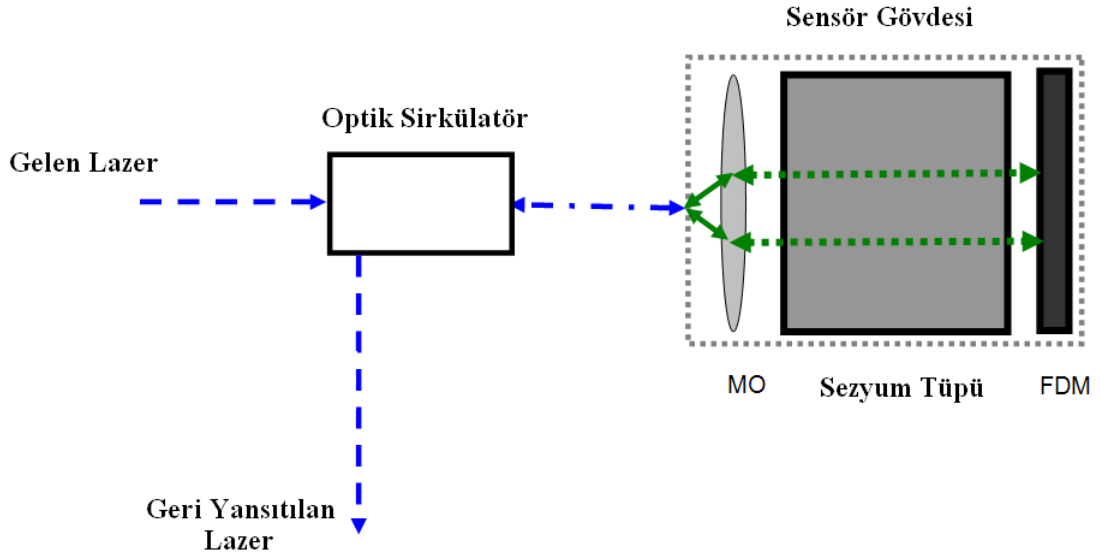 Sensör Gövdesi
Optik Sirkülatör
Gelen Lazer
MO
Sezyum Tüpü
FDM
Geri Yansıtılan
Lazer